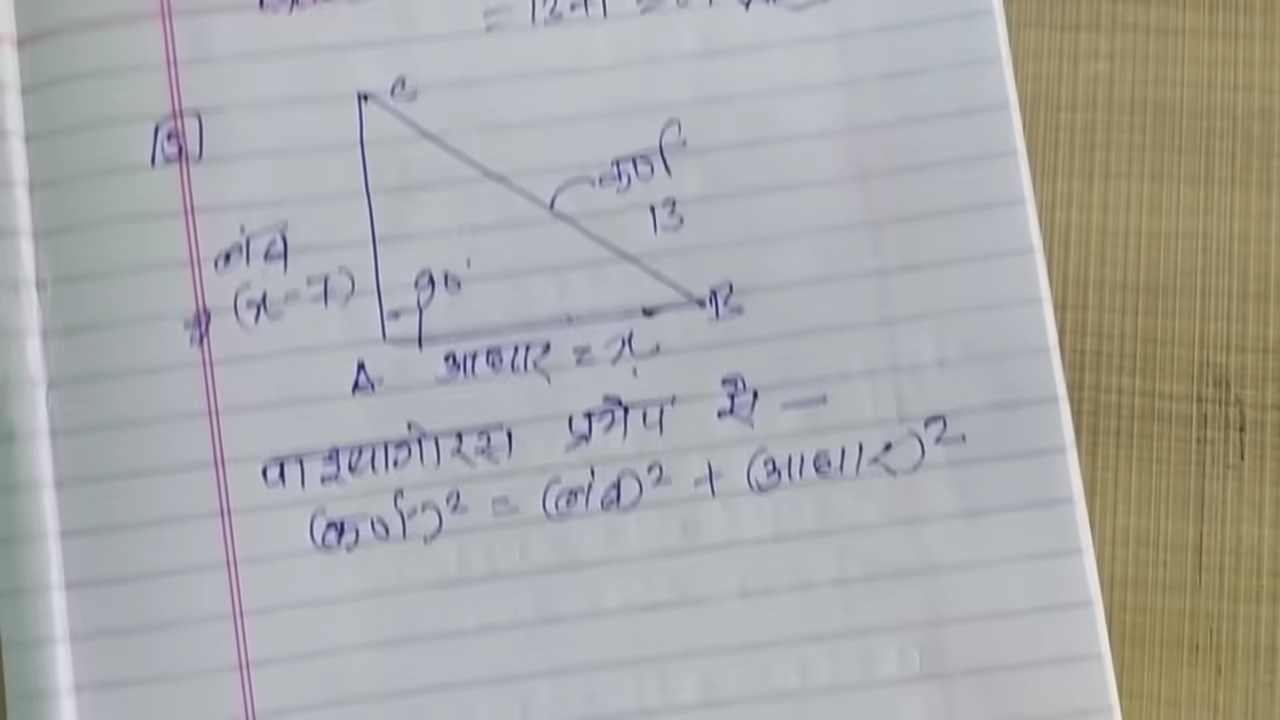 5
C
कर्ण
13
लंब
(x-7)
90°
B
A आधार = x
पाइथागोरस प्रमेय से —
(कर्ण)² = (लंब)² + (आधार)²